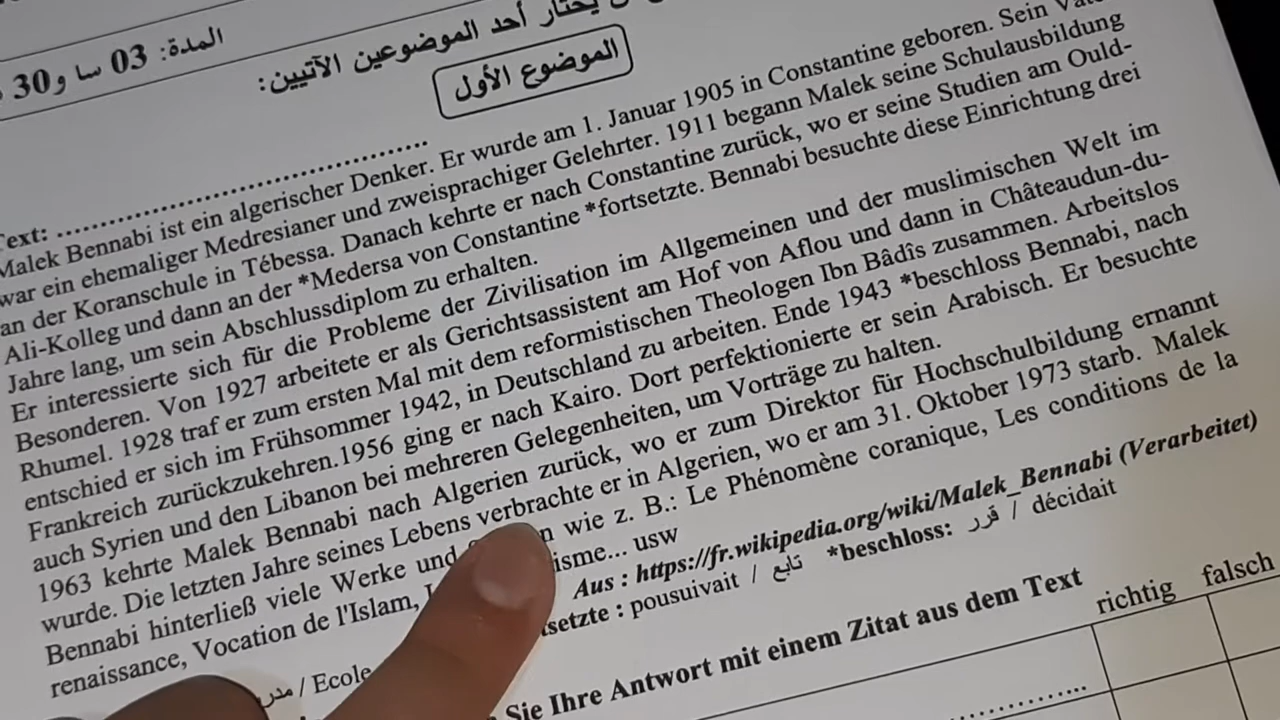 المدة: 03 سا و30
يختار أحد الموضوعين الآتيين:
الموضوع الأول
Text: ........................................
Malek Bennabi ist ein algerischer Denker. Er wurde am 1. Januar 1905 in Constantine geboren. Sein
war ein ehemaliger Medresianer und zweisprachiger Gelehrter. 1911 begann Malek seine Schulausbildung
an der Koranschule in Tébessa. Danach kehrte er nach Constantine zurück, wo er seine Studien am Ould-
Ali-Kolleg und dann an der *Medersa von Constantine *fortsetzte. Bennabi besuchte diese Einrichtung drei
Jahre lang, um sein Abschlussdiplom zu erhalten.
Er interessierte sich für die Probleme der Zivilisation im Allgemeinen und der muslimischen Welt im
Besonderen. Von 1927 arbeitete er als Gerichtsassistent am Hof von Aflou und dann in Châteaudun-du-
Rhumel. 1928 traf er zum ersten Mal mit dem reformistischen Theologen Ibn Bâdîs zusammen. Arbeitslos
entschied er sich im Frühsommer 1942, in Deutschland zu arbeiten. Ende 1943 *beschloss Bennabi, nach
Frankreich zurückzukehren.1956 ging er nach Kairo. Dort perfektionierte er sein Arabisch. Er besuchte
auch Syrien und den Libanon bei mehreren Gelegenheiten, um Vorträge zu halten.
1963 kehrte Malek Bennabi nach Algerien zurück, wo er zum Direktor für Hochschulbildung ernannt
wurde. Die letzten Jahre seines Lebens verbrachte er in Algerien, wo er am 31. Oktober 1973 starb. Malek
Bennabi hinterließ viele Werke und wie z. B.: Le Phénomène coranique, Les conditions de la
renaissance, Vocation de l'Islam, isme... usw
Aus : https://fr.wikipedia.org/wiki/Malek_Bennabi (Verarbeitet)
/ Ecole setzte : pousuivait / تابع *beschloss: قرر / décidait
Sie Ihre Antwort mit einem Zitat aus dem Text
richtig falsch